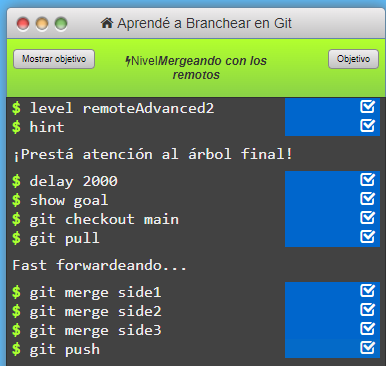 Aprendé a Branchear en Git
Mostrar objetivo
NivelMergeando con los
remotos
Objetivo
$ level remoteAdvanced2
$ hint
¡Prestá atención al árbol final!
$ delay 2000
$ show goal
$ git checkout main
$ git pull
Fast forwardeando...
$ git merge side1
$ git merge side2
$ git merge side3
$ git push